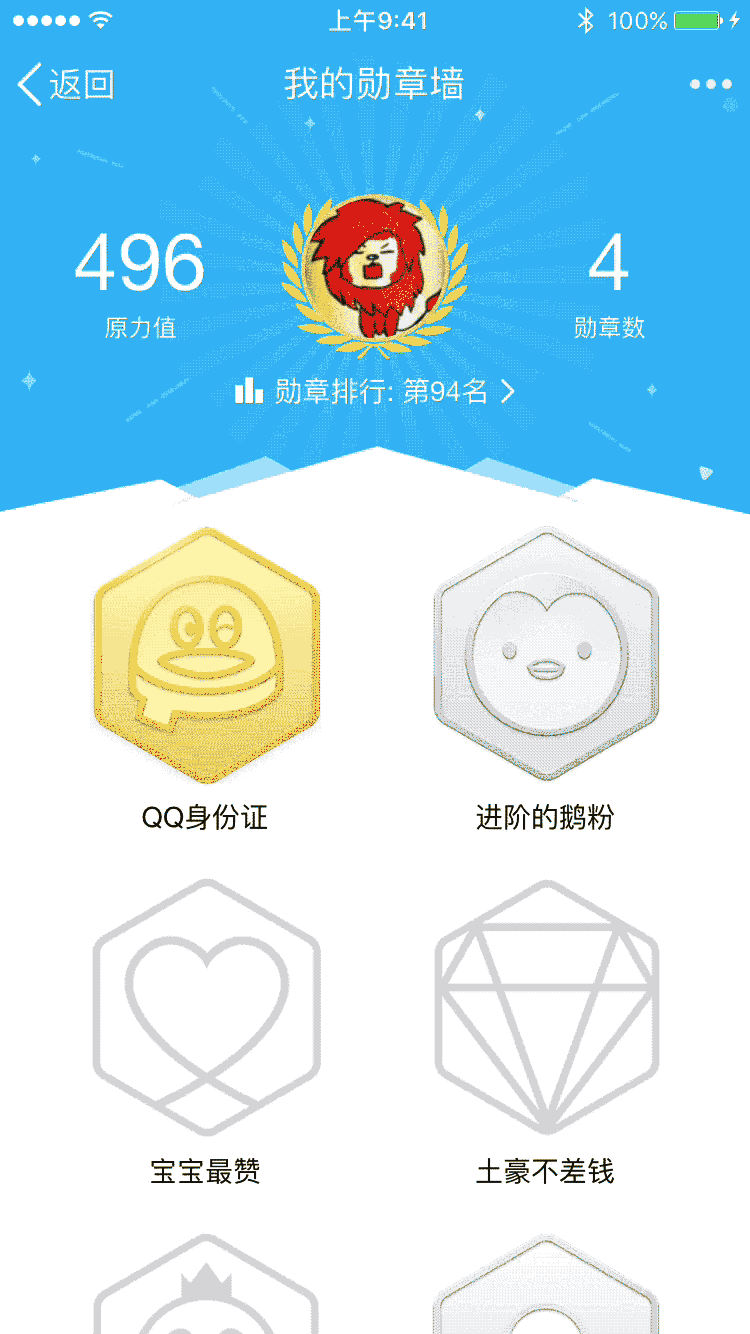 上午9:41
100%
返回
我的勋章墙
496
原力值
4
勋章数
勋章排行: 第94名
QQ身份证
进阶的鹅粉
宝宝最赞
土豪不差钱